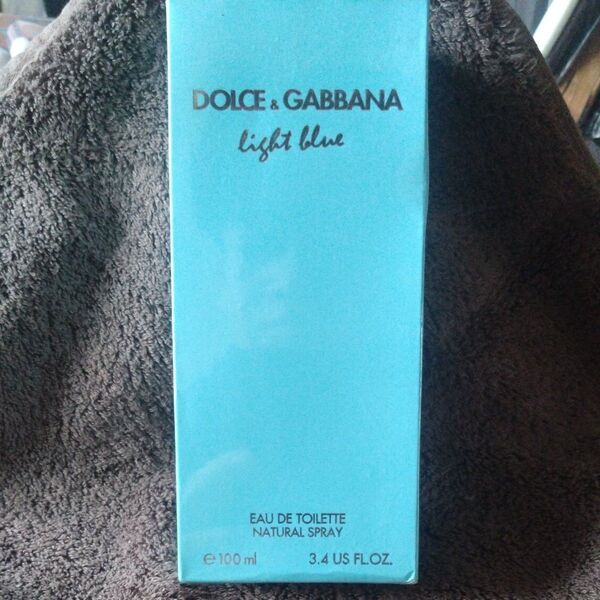 DOLCE & GABBANA
light blue
EAU DE TOILETTE
NATURAL SPRAY
℮ 100 ml 3.4 US FL.OZ.